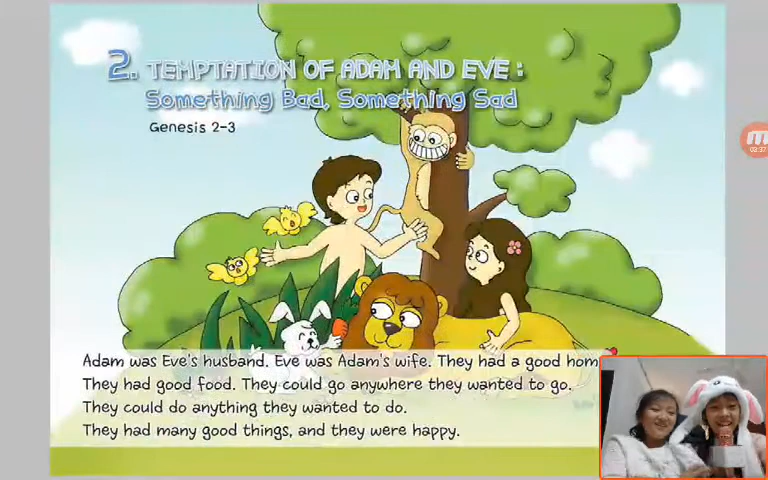 2. TEMPTATION OF ADAM AND EVE :
Something Bad, Something Sad
Genesis 2-3
Adam was Eve's husband. Eve was Adam's wife. They had a good hom
They had good food. They could go anywhere they wanted to go.
They could do anything they wanted to do.
They had many good things, and they were happy.